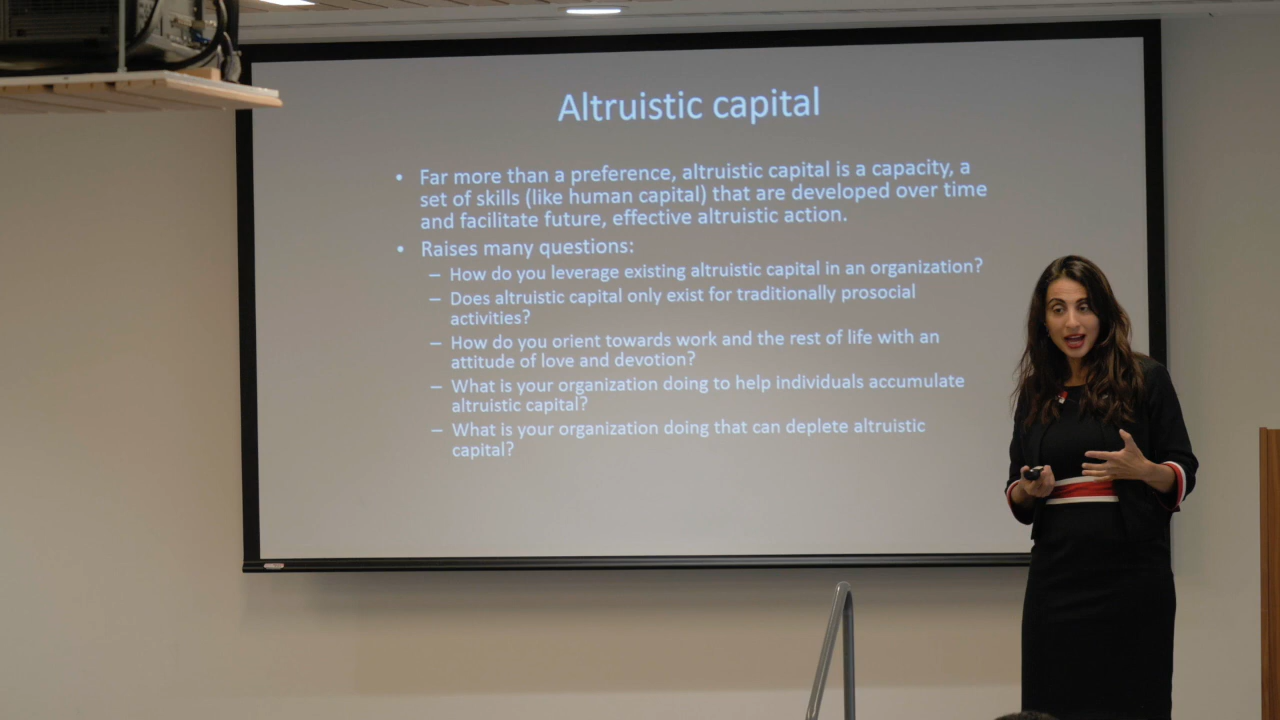 Altruistic capital
• Far more than a preference, altruistic capital is a capacity, a
set of skills (like human capital) that are developed over time
and facilitate future, effective altruistic action.
• Raises many questions:
– How do you leverage existing altruistic capital in an organization?
– Does altruistic capital only exist for traditionally prosocial
activities?
– How do you orient towards work and the rest of life with an
attitude of love and devotion?
– What is your organization doing to help individuals accumulate
altruistic capital?
– What is your organization doing that can deplete altruistic
capital?